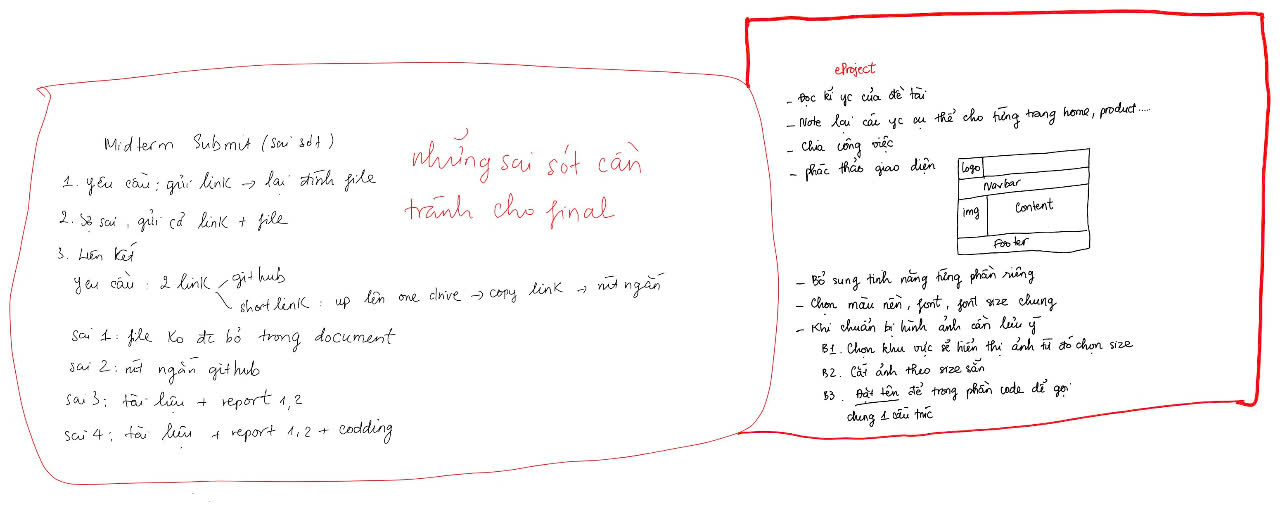 Midterm Submit (sai sót)
1. yêu cầu: gửi link → lại đính file
2. Sợ sai, gửi cả link + file
3. Liên kết
yêu cầu: 2 link
github
shortlink: up lên one drive → copy link → rút ngắn
sai 1: file ko đc bỏ trong document
sai 2: rút ngắn github
sai 3: tài liệu + report 1,2
sai 4: tài liệu + report 1,2 + codding
những sai sót cần
tránh cho final
eProject
- Đọc kĩ yc của đề tài
- Note lại các yc cụ thể cho từng trang home, product.....
- Chia công việc
- phác thảo giao diện
Logo
Navbar
img
Content
Footer
- Bổ sung tính năng từng phần riêng
- Chọn màu nền, font, font size chung
- Khi chuẩn bị hình ảnh cần lưu ý
B1. Chọn khu vực sẽ hiển thị ảnh từ đó chọn size
B2. Cắt ảnh theo size sẵn
B3. Đặt tên để trong phần code dễ gọi
dung 1 cấu trúc